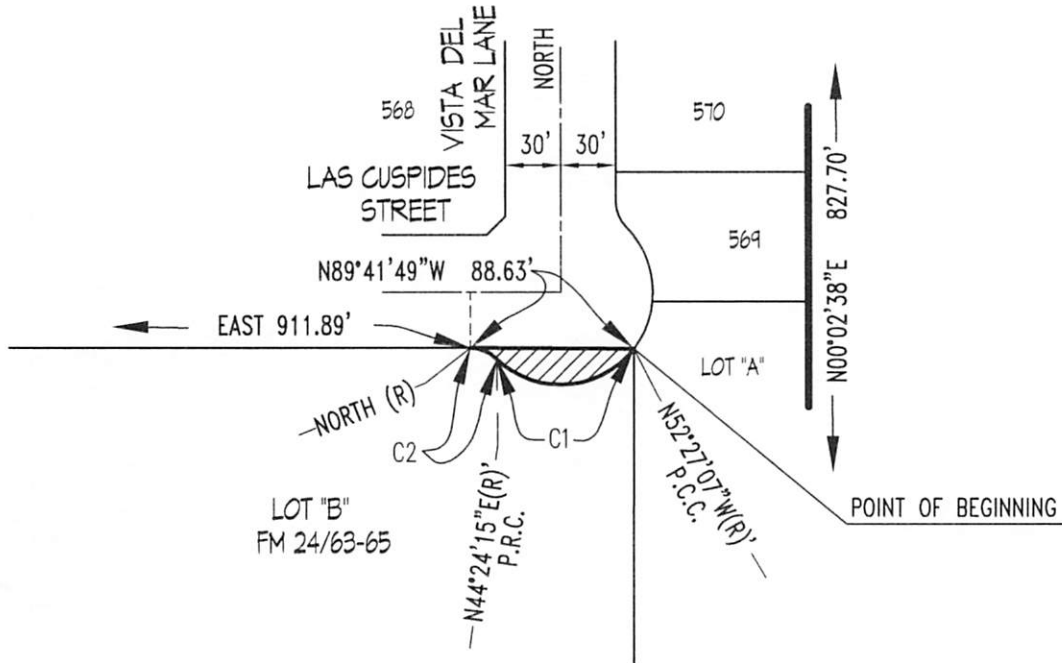 VISTA DEL
MAR LANE
NORTH
568
570
30'
30'
LAS CUSPIDES
STREET
569
N00°02'38"E 827.70'
N89°41'49"W 88.63'
EAST 911.89'
LOT "A"
NORTH (R)
C2
C1
N52°27'07"W(R)'
P.C.C.
N44°24'15"E(R)'
P.R.C.
LOT "B"
FM 24/63-65
POINT OF BEGINNING